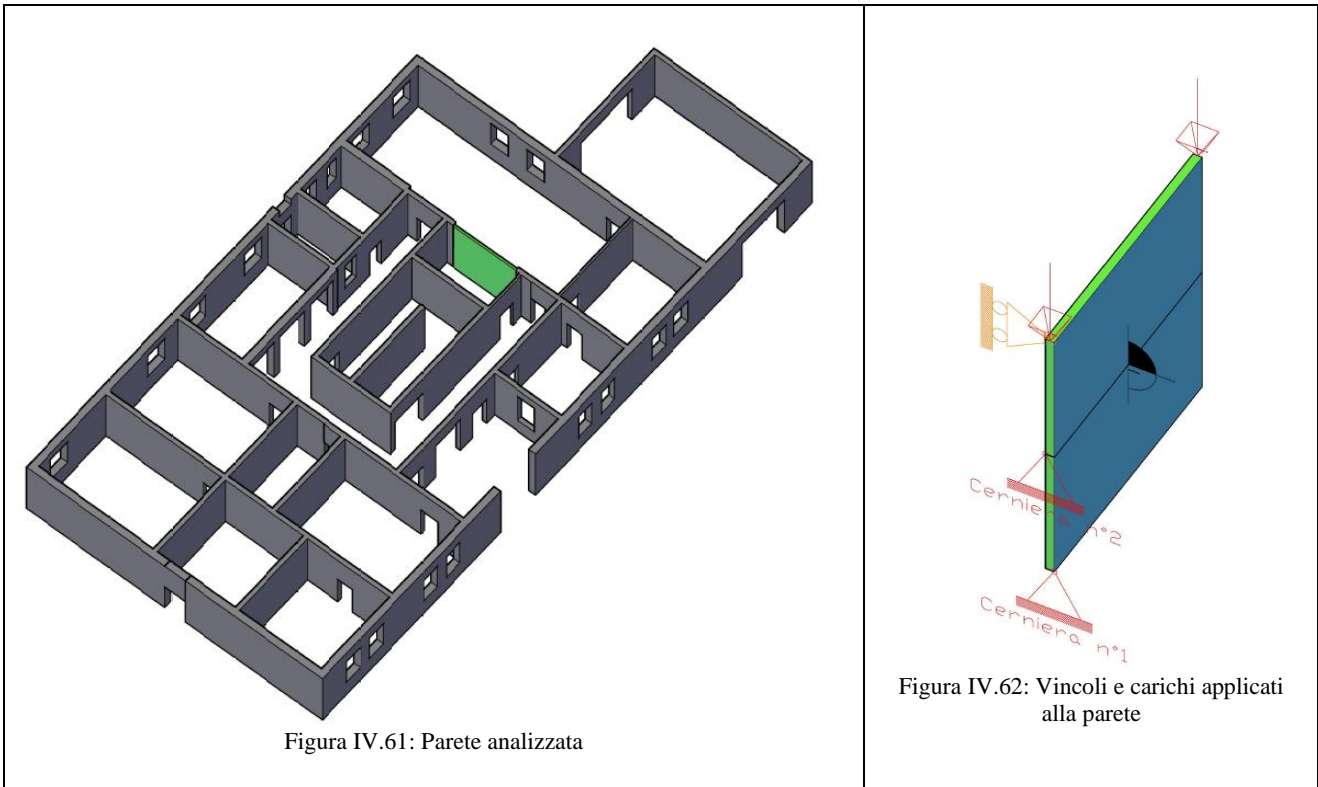 Figura IV.61: Parete analizzata
Cerniera n°2
Cerniera n°1
Figura IV.62: Vincoli e carichi applicati
alla parete